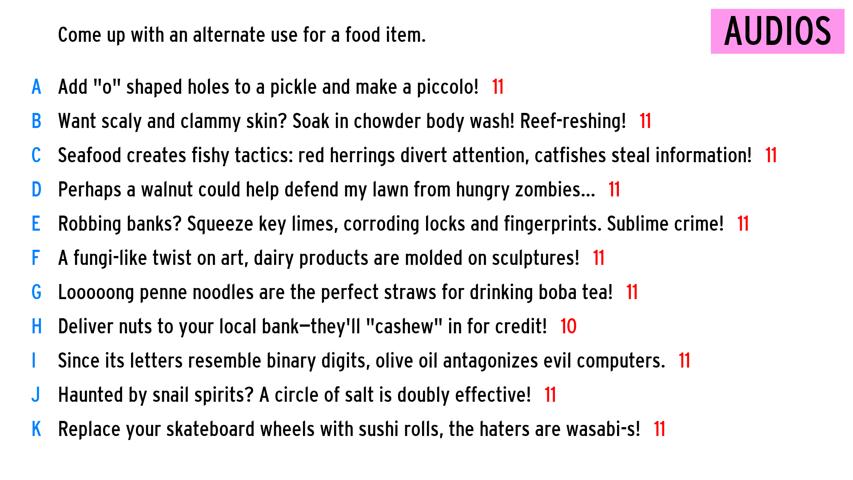 Come up with an alternate use for a food item.
AUDIOS
A Add "o" shaped holes to a pickle and make a piccolo! 11
B Want scaly and clammy skin? Soak in chowder body wash! Reef-reshing! 11
C Seafood creates fishy tactics: red herrings divert attention, catfishes steal information! 11
D Perhaps a walnut could help defend my lawn from hungry zombies... 11
E Robbing banks? Squeeze key limes, corroding locks and fingerprints. Sublime crime! 11
F A fungi-like twist on art, dairy products are molded on sculptures! 11
G Looooong penne noodles are the perfect straws for drinking boba tea! 11
H Deliver nuts to your local bank—they'll "cashew" in for credit! 10
I Since its letters resemble binary digits, olive oil antagonizes evil computers. 11
J Haunted by snail spirits? A circle of salt is doubly effective! 11
K Replace your skateboard wheels with sushi rolls, the haters are wasabi-s! 11